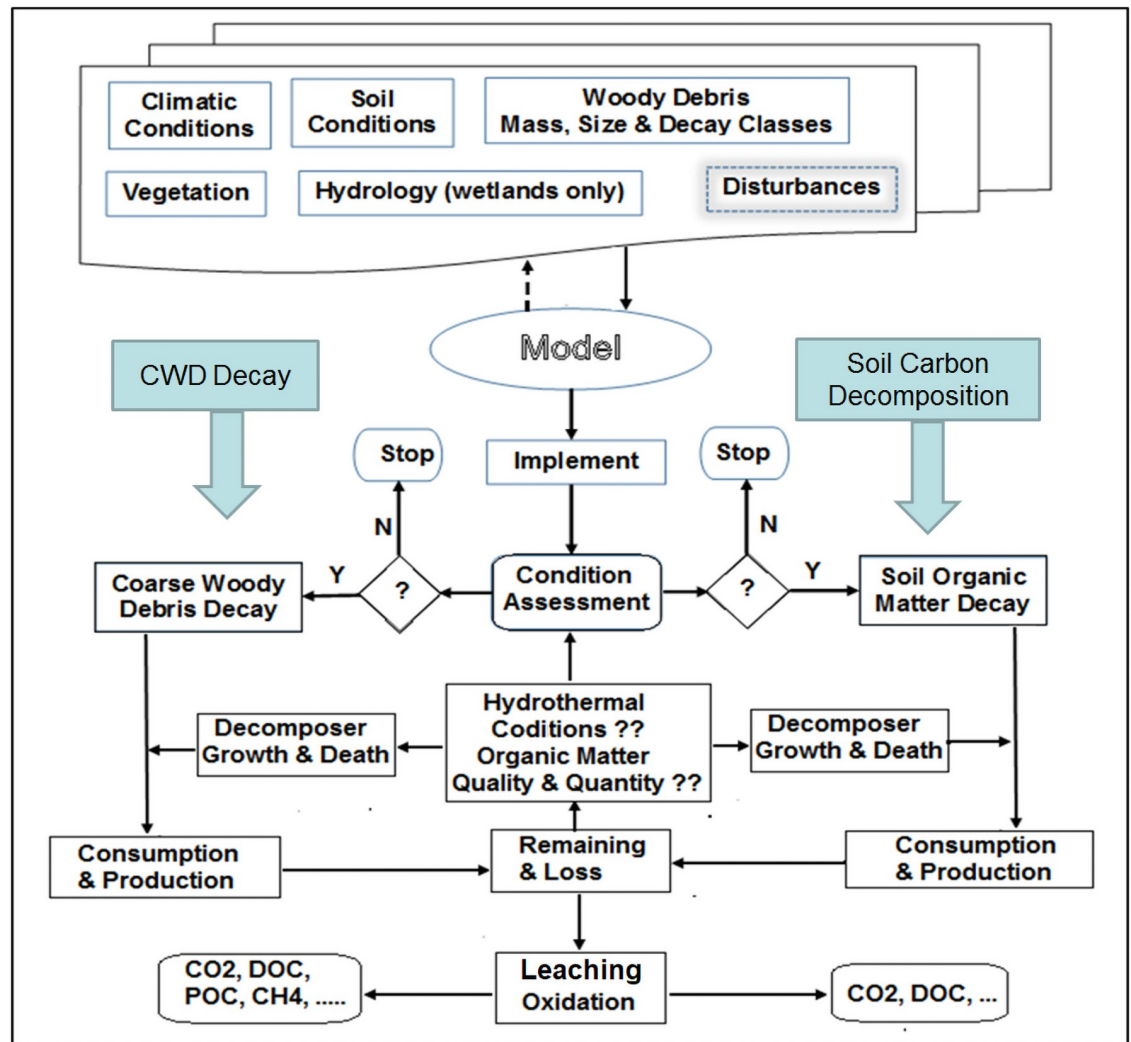 Climatic
Conditions
Soil
Conditions
Woody Debris
Mass, Size & Decay Classes
Vegetation
Hydrology (wetlands only)
Disturbances
Model
CWD Decay
Soil Carbon
Decomposition
Stop
Implement
Stop
N
N
Coarse Woody
Debris Decay
Y
?
Condition
Assessment
?
Y
Soil Organic
Matter Decay
Decomposer
Growth & Death
Hydrothermal
Coditions ??
Organic Matter
Quality & Quantity ??
Decomposer
Growth & Death
Consumption
& Production
Remaining
& Loss
Consumption
& Production
CO2, DOC,
POC, CH4, .....
Leaching
Oxidation
CO2, DOC, ...